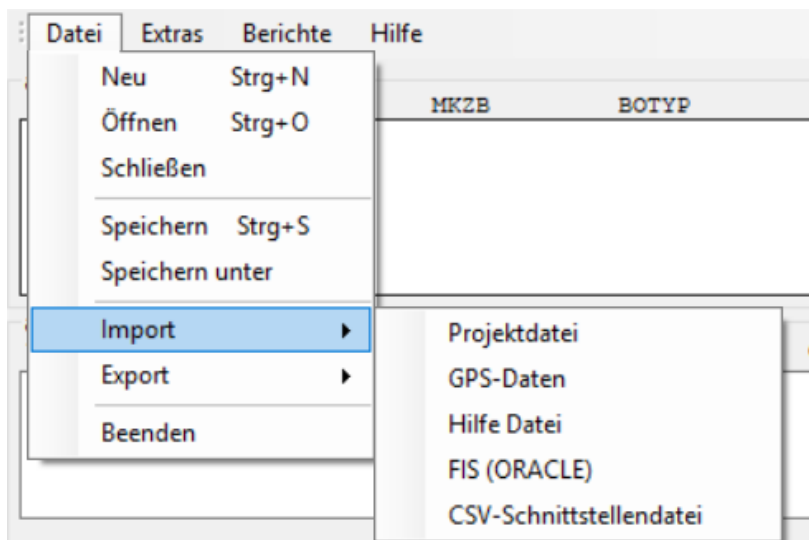 Datei Extras Berichte Hilfe
Neu Strg+N
Öffnen Strg+O
Schließen
Speichern Strg+S
Speichern unter
Import
Export
Beenden
MKZB BOTYP
Projektdatei
GPS-Daten
Hilfe Datei
FIS (ORACLE)
CSV-Schnittstellendatei